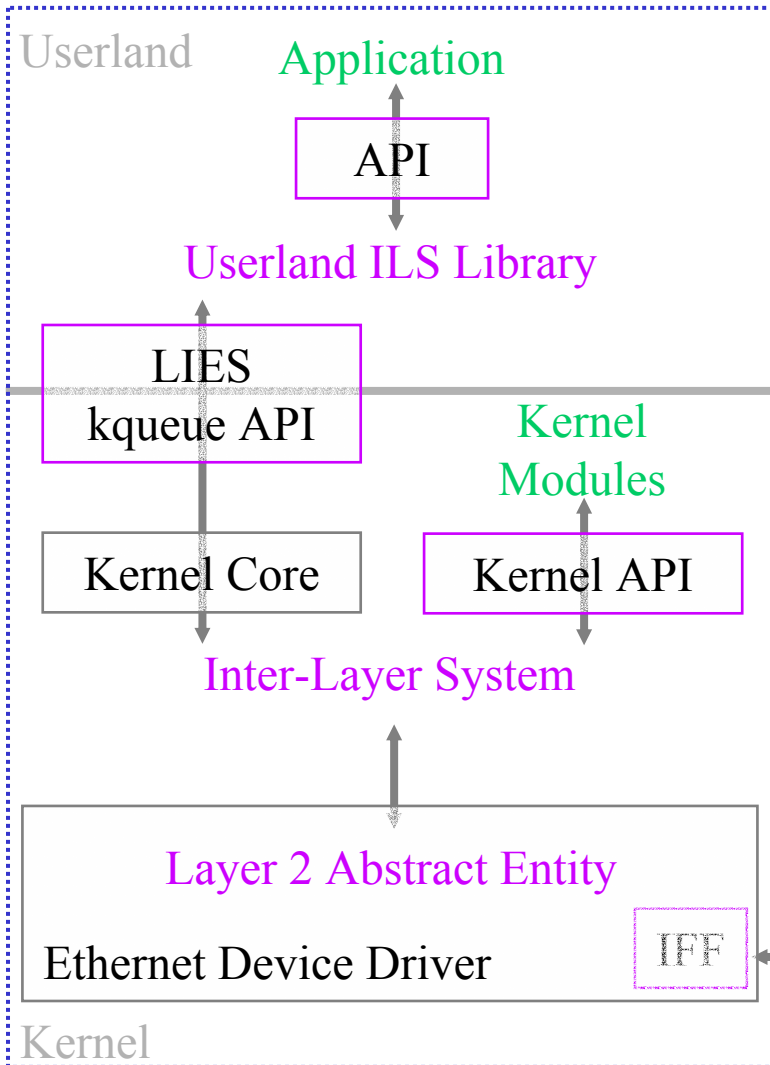 Userland
Application
API
Userland ILS Library
LIES
kqueue API
Kernel
Modules
Kernel Core
Kernel API
Inter-Layer System
Layer 2 Abstract Entity
IFF
Ethernet Device Driver
Kernel